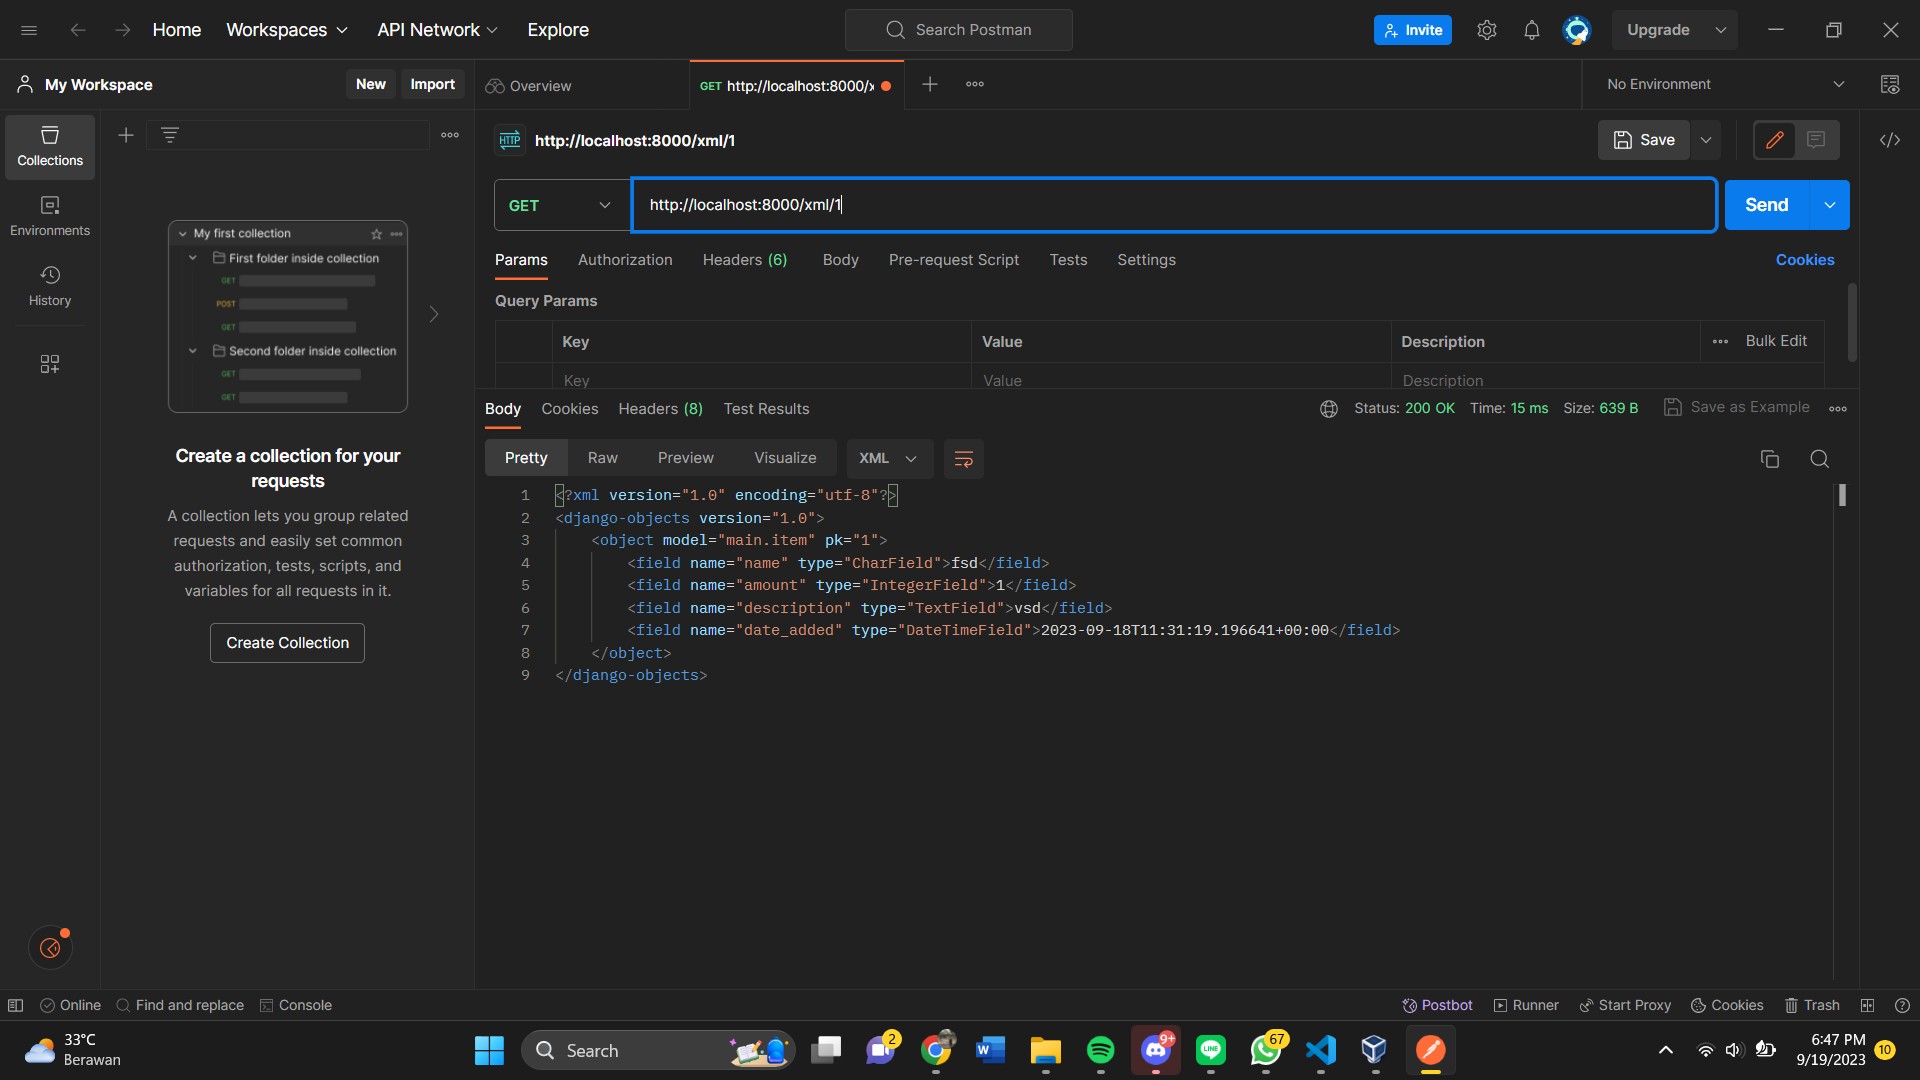 Home Workspaces API Network Explore
Search Postman
Invite
Upgrade
My Workspace
New Import
Overview
GET http://localhost:8000/x
No Environment
Collections
Environments
History
My first collection
First folder inside collection
GET
POST
GET
Second folder inside collection
GET
GET
Create a collection for your
requests
A collection lets you group related
requests and easily set common
authorization, tests, scripts, and
variables for all requests in it.
Create Collection
HTTP http://localhost:8000/xml/1
Save
GET http://localhost:8000/xml/1
Send
Params Authorization Headers (6) Body Pre-request Script Tests Settings
Cookies
Query Params
Key Value Description Bulk Edit
Key Value Description
Body Cookies Headers (8) Test Results
Status: 200 OK Time: 15 ms Size: 639 B Save as Example
Pretty Raw Preview Visualize XML
1 <?xml version="1.0" encoding="utf-8"?>
2 <django-objects version="1.0">
3 <object model="main.item" pk="1">
4 <field name="name" type="CharField">fsd</field>
5 <field name="amount" type="IntegerField">1</field>
6 <field name="description" type="TextField">vsd</field>
7 <field name="date_added" type="DateTimeField">2023-09-18T11:31:19.196641+00:00</field>
8 </object>
9 </django-objects>
Online Find and replace Console
Postbot Runner Start Proxy Cookies Trash
33°C
Berawan
Search
2
W
9+
LINE
67
6:47 PM
9/19/2023
10